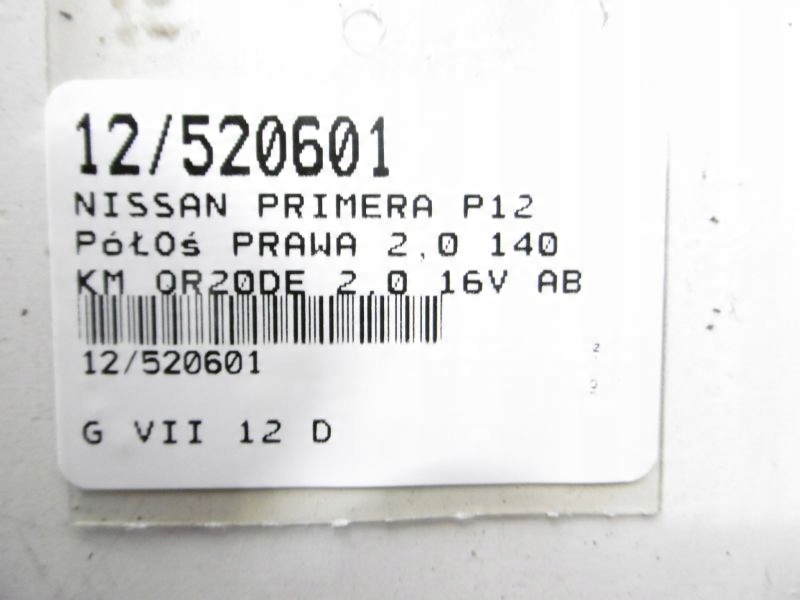 12/520601
NISSAN PRIMERA P12
PÓŁOś PRAWA 2,0 140
KM QR20DE 2.0 16V AB
12/520601
G VII 12 D